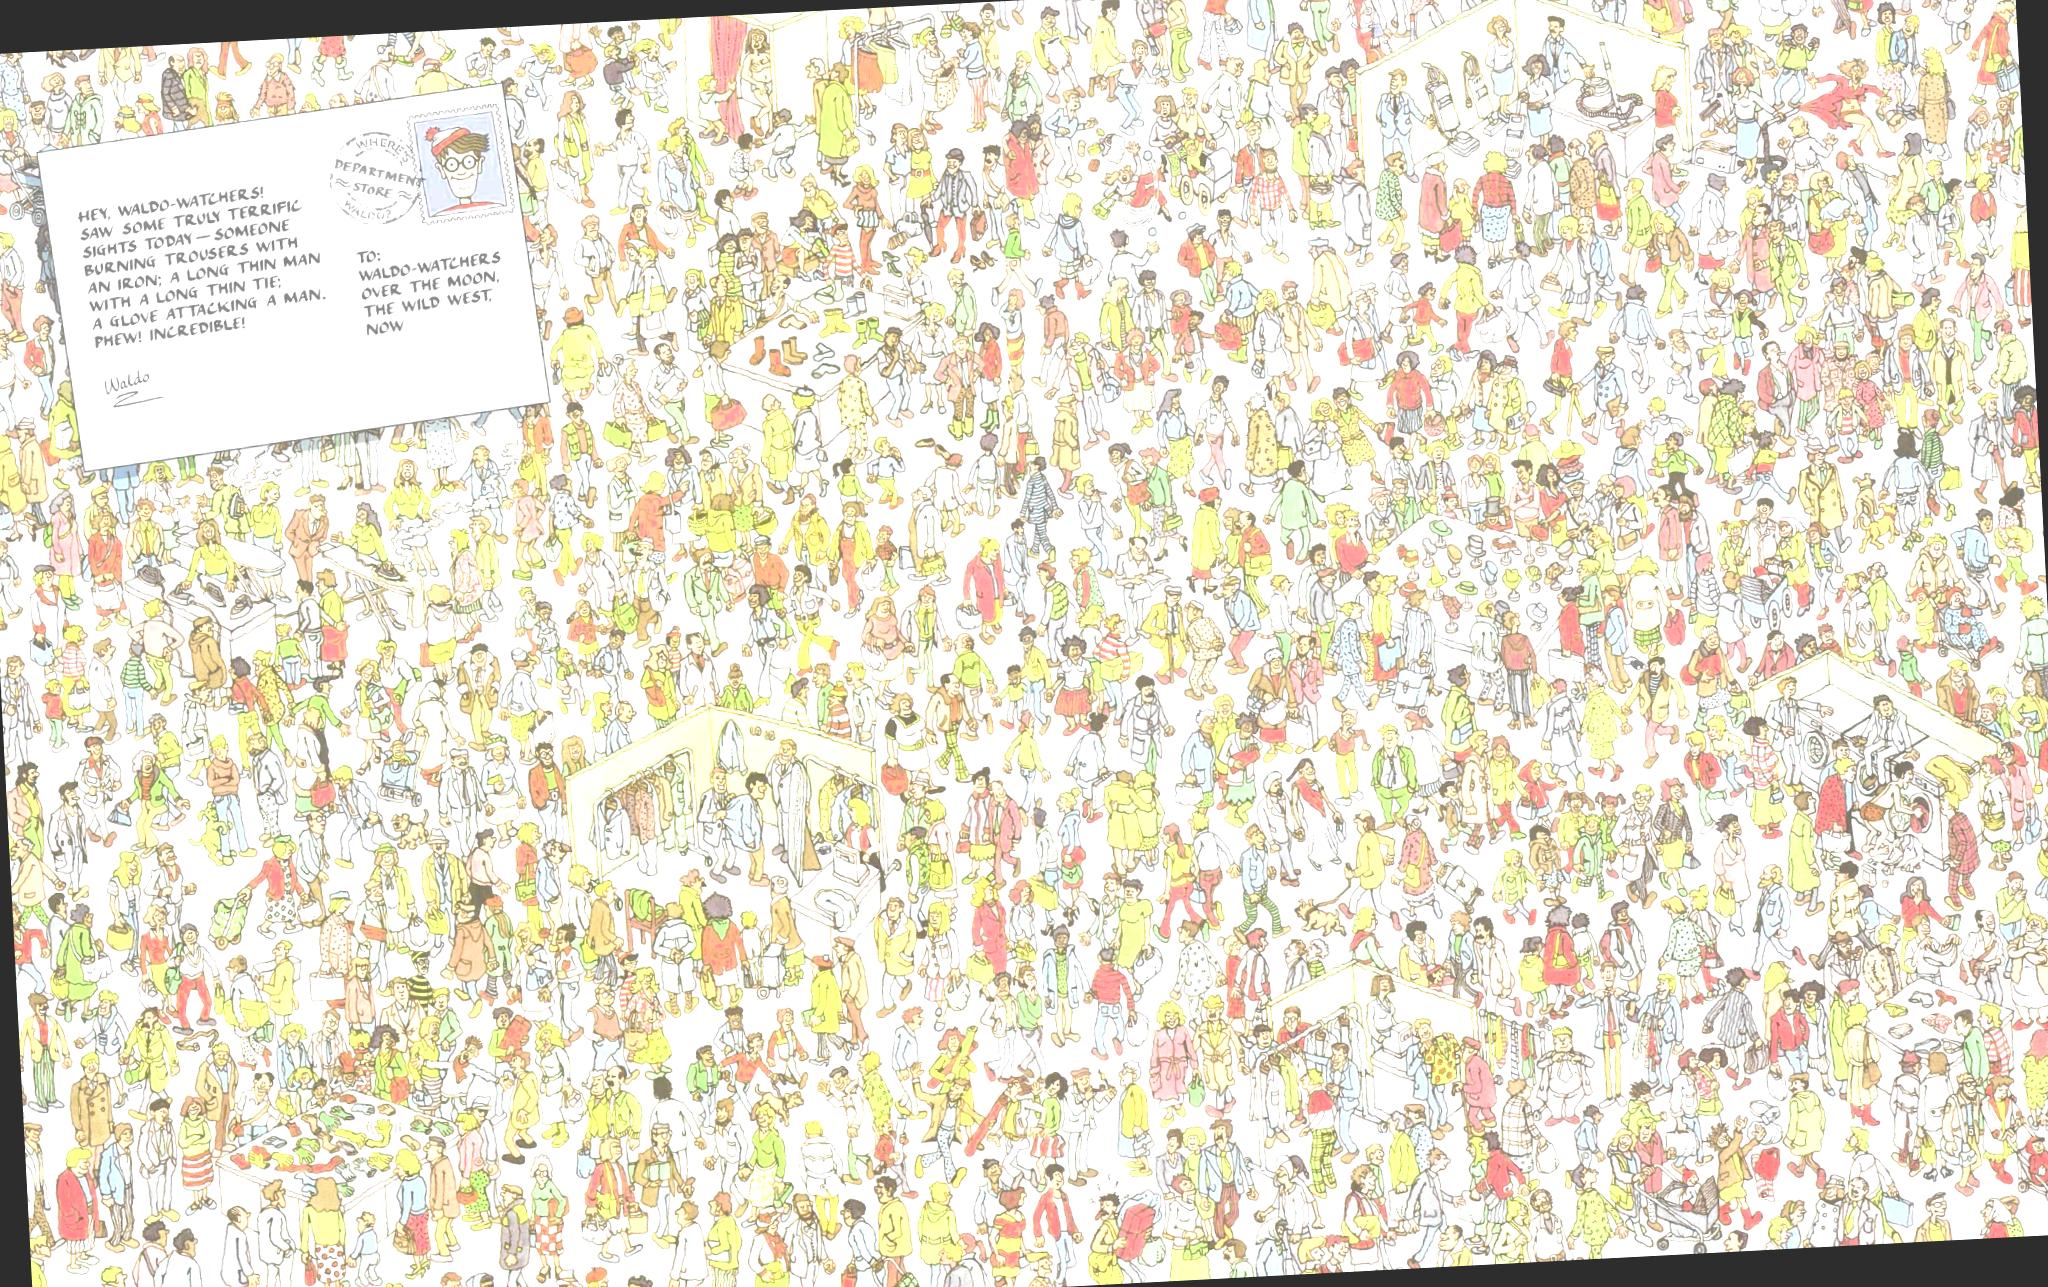 HEY, WALDO-WATCHERS!
SAW SOME TRULY TERRIFIC
SIGHTS TODAY — SOMEONE
BURNING TROUSERS WITH
AN IRON; A LONG THIN MAN
WITH A LONG THIN TIE;
A GLOVE ATTACKING A MAN.
PHEW! INCREDIBLE!
Waldo
WHERE'S
DEPARTMENT
STORE
WALDO?
TO:
WALDO-WATCHERS
OVER THE MOON,
THE WILD WEST,
NOW